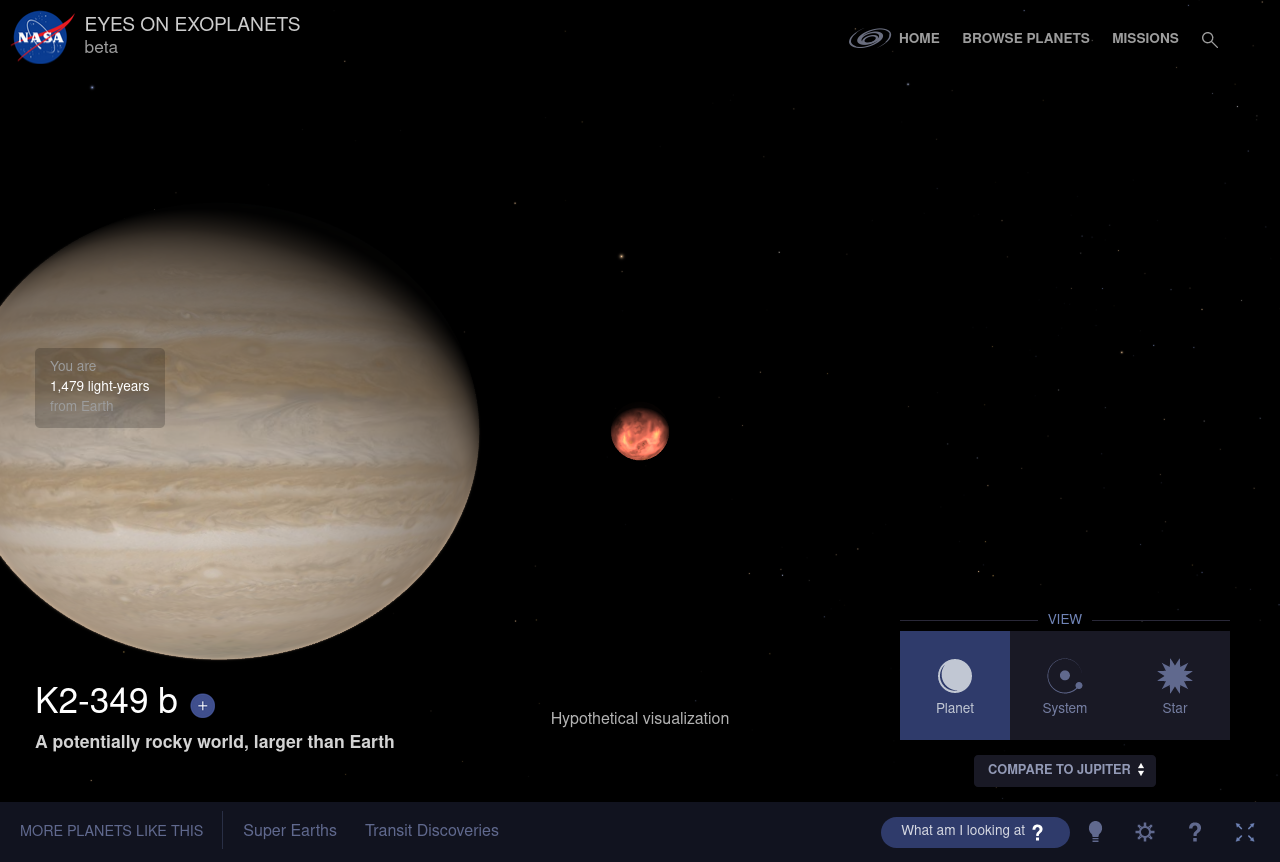 NASA
EYES ON EXOPLANETS
beta
HOME
BROWSE PLANETS
MISSIONS
You are
1,479 light-years
from Earth
VIEW
Planet
System
Star
K2-349 b +
A potentially rocky world, larger than Earth
Hypothetical visualization
COMPARE TO JUPITER
MORE PLANETS LIKE THIS
Super Earths
Transit Discoveries
What am I looking at ?
?